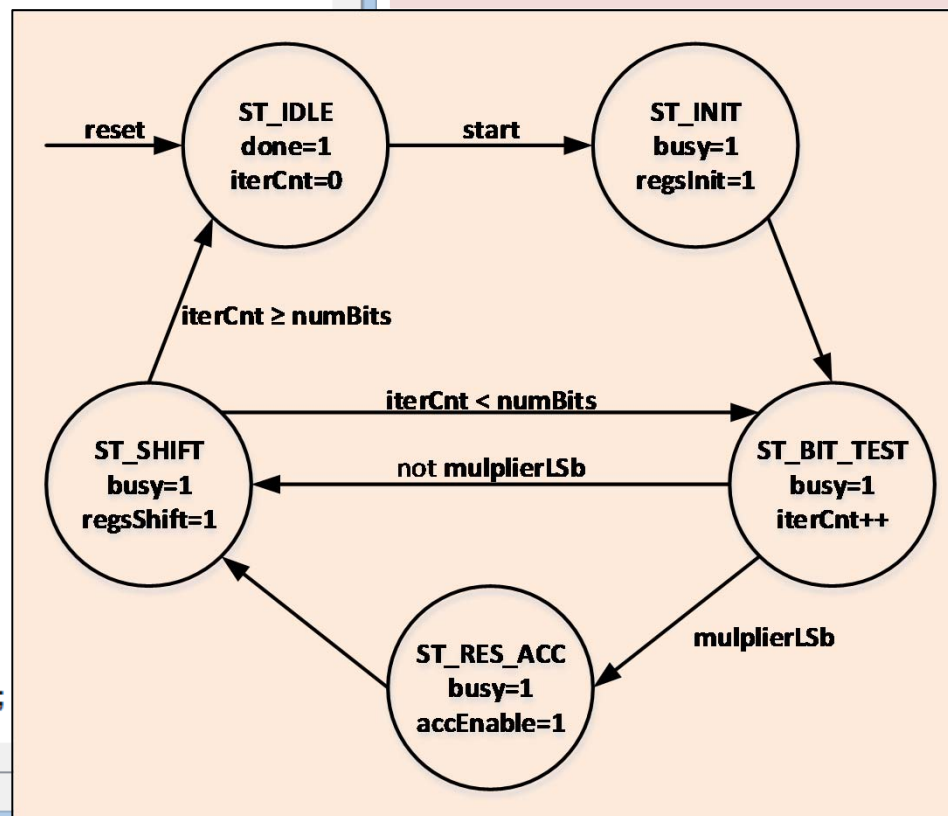 reset
ST_IDLE
done=1
iterCnt=0
start
ST_INIT
busy=1
regsInit=1
iterCnt ≥ numBits
iterCnt < numBits
ST_SHIFT
busy=1
regsShift=1
not mulplierLSb
ST_BIT_TEST
busy=1
iterCnt++
mulplierLSb
ST_RES_ACC
busy=1
accEnable=1
;